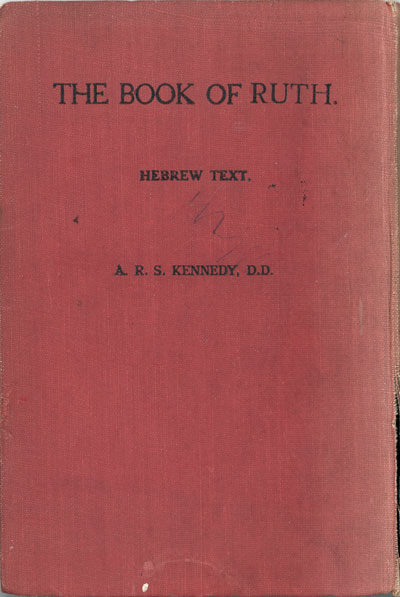 THE BOOK OF RUTH.
HEBREW TEXT.
A. R. S. KENNEDY, D.D.